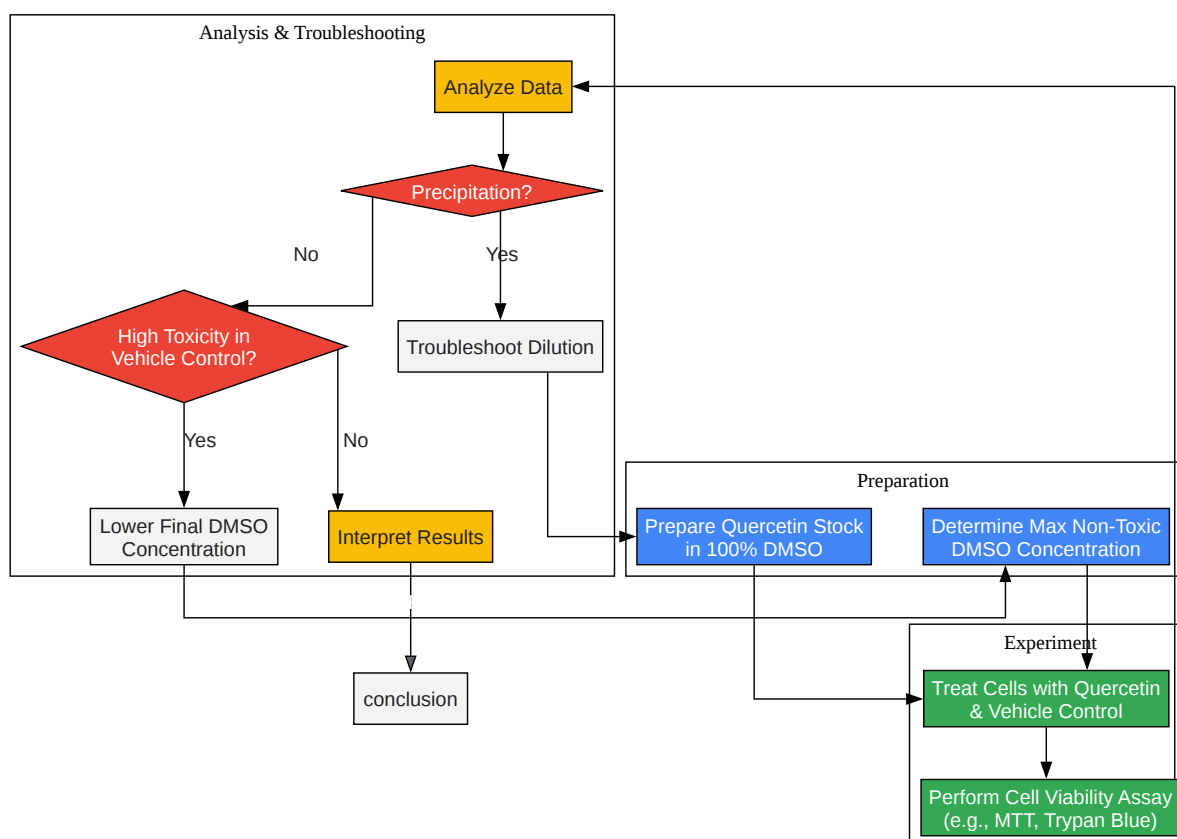 Analysis & Troubleshooting
Analyze Data
Precipitation?
No
Yes
High Toxicity in
Vehicle Control?
Troubleshoot Dilution
Yes
No
Lower Final DMSO
Concentration
Interpret Results
conclusion
Preparation
Prepare Quercetin Stock
in 100% DMSO
Determine Max Non-Toxic
DMSO Concentration
Experiment
Treat Cells with Quercetin
& Vehicle Control
Perform Cell Viability Assay
(e.g., MTT, Trypan Blue)